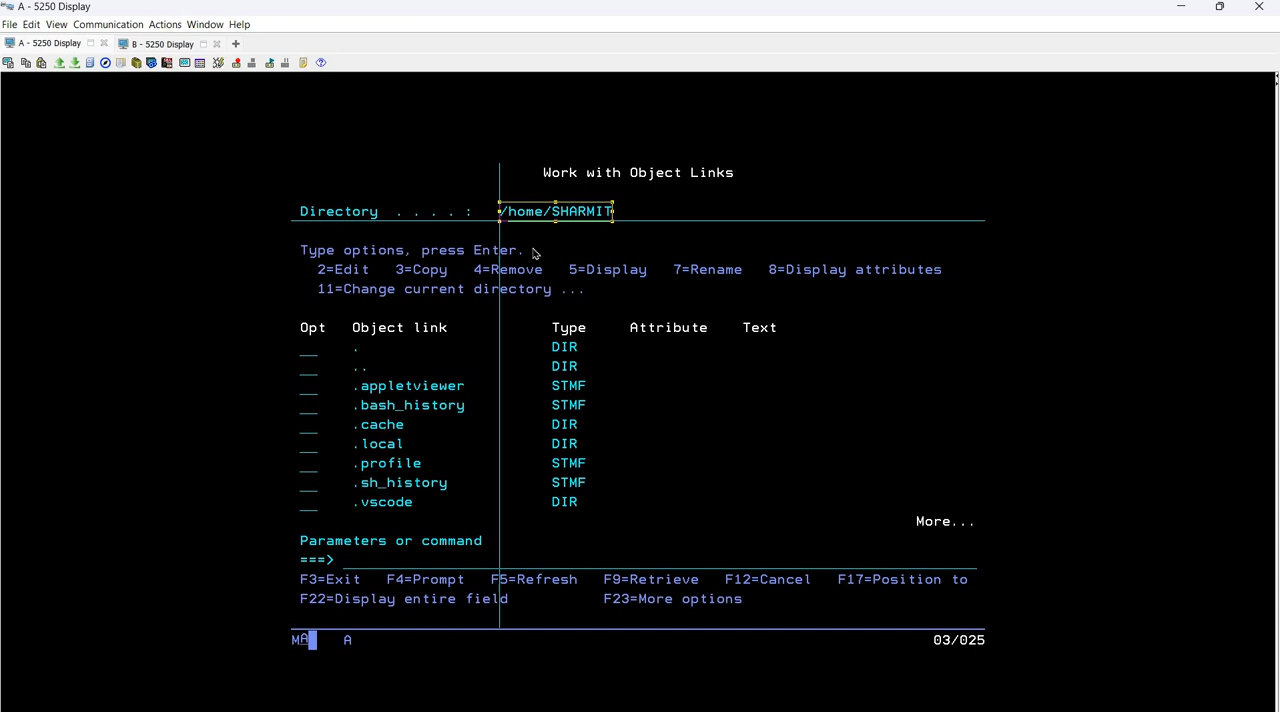 A - 5250 Display
File Edit View Communication Actions Window Help
A - 5250 Display B - 5250 Display
Work with Object Links
Directory . . . . : /home/SHARMIT
Type options, press Enter.
2=Edit 3=Copy 4=Remove 5=Display 7=Rename 8=Display attributes
11=Change current directory ...
Opt Object link Type Attribute Text
. DIR
.. DIR
.appletviewer STMF
.bash_history STMF
.cache DIR
.local DIR
.profile STMF
.sh_history STMF
.vscode DIR
More...
Parameters or command
===>
F3=Exit F4=Prompt F5=Refresh F9=Retrieve F12=Cancel F17=Position to
F22=Display entire field F23=More options
MA A 03/025